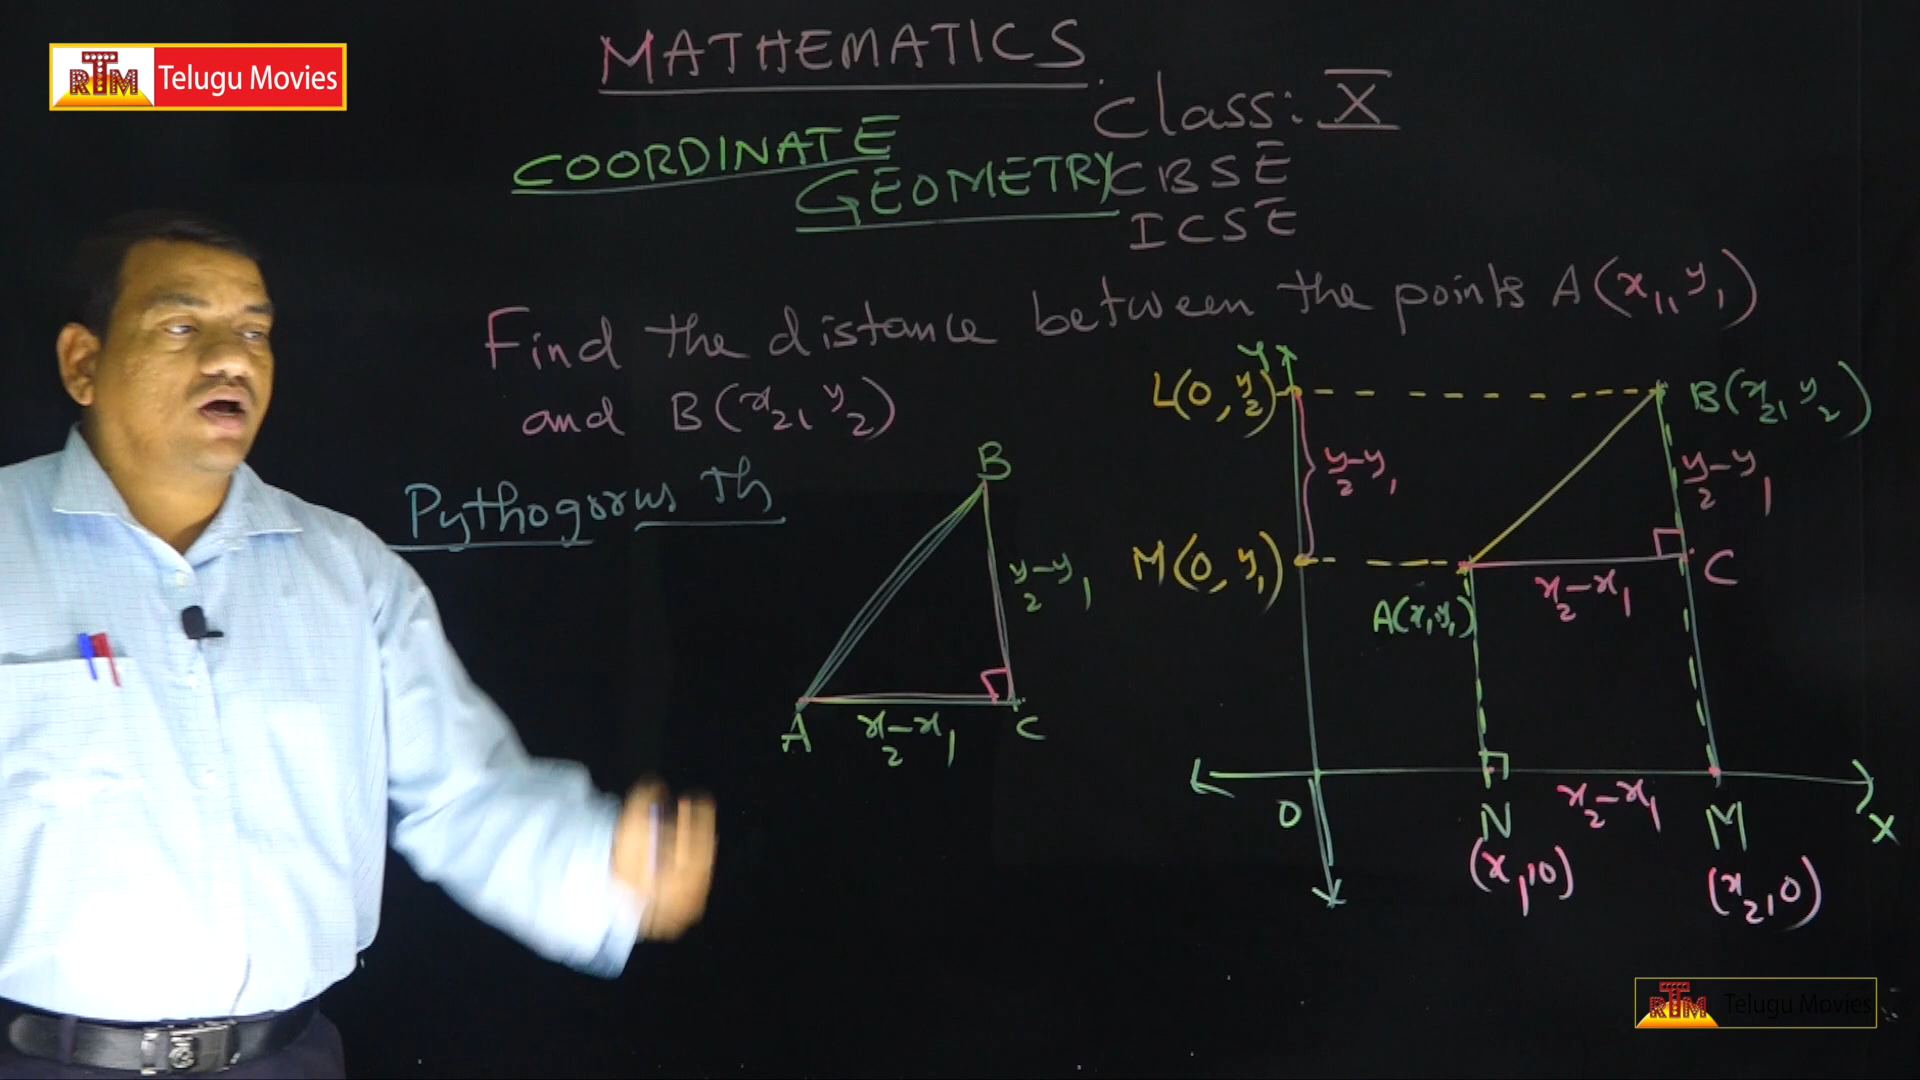 RTM Telugu Movies
MATHEMATICS
Class: X
COORDINATE
GEOMETRY
CBSE
ICSE
Find the distance between the points A(x₁, y₁)
and B(x₂, y₂)
Pythogorus Th
B
y₂-y₁
A
x₂-x₁
C
Y
L(0, y₂)
B(x₂, y₂)
y₂-y₁
y₂-y₁
M(0, y₁)
C
x₂-x₁
A(x₁, y₁)
O
N
x₂-x₁
M
X
(x₁, 0)
(x₂, 0)
RTM Telugu Movies